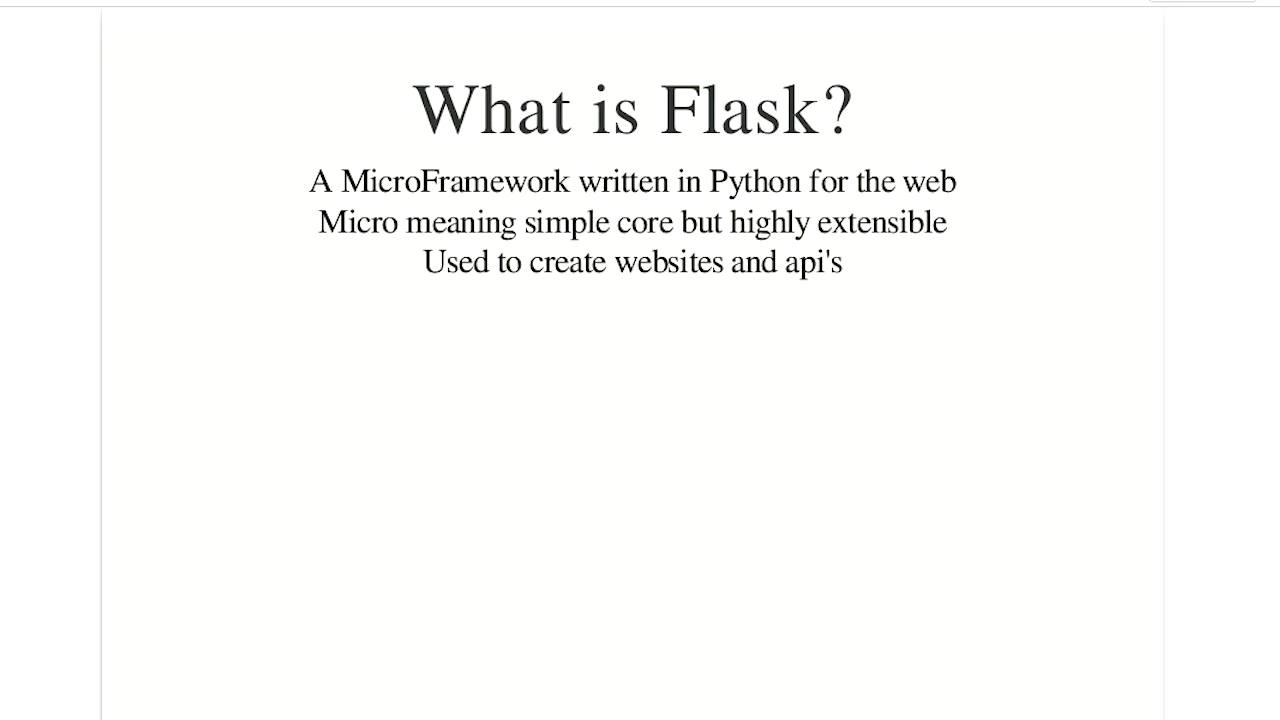 What is Flask?
A MicroFramework written in Python for the web
Micro meaning simple core but highly extensible
Used to create websites and api's